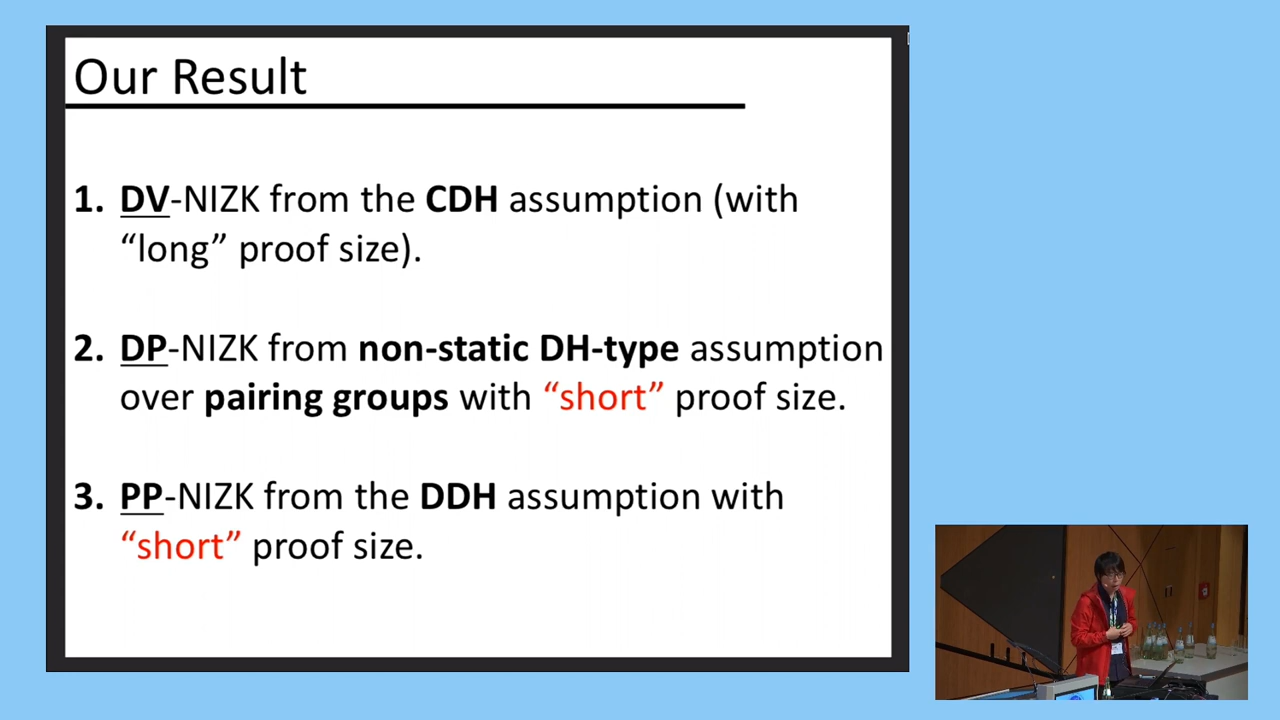 Our Result
1. DV-NIZK from the CDH assumption (with
“long” proof size).
2. DP-NIZK from non-static DH-type assumption
over pairing groups with “short” proof size.
3. PP-NIZK from the DDH assumption with
“short” proof size.